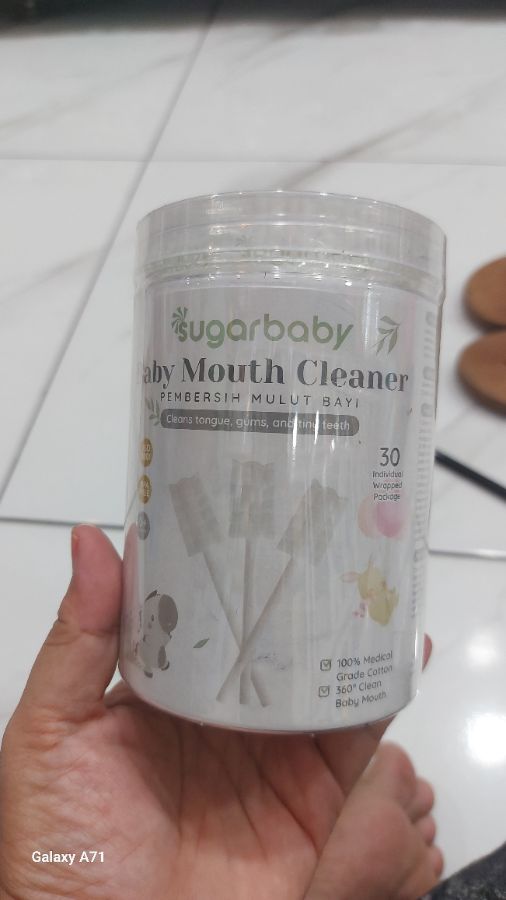 sugarbaby
Baby Mouth Cleaner
PEMBERSIH MULUT BAYI
Cleans tongue, gums, and tiny teeth
30
Individual
Wrapped
Package
100% Medical
Grade Cotton
360° Clean
Baby Mouth
Galaxy A71